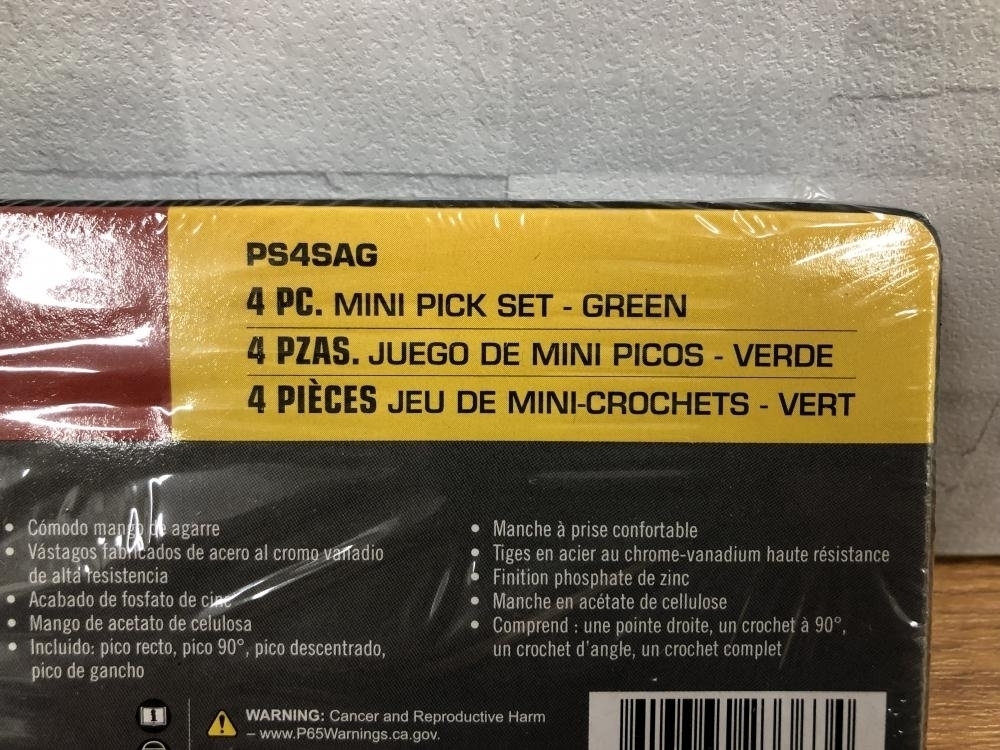 PS4SAG
4 PC. MINI PICK SET - GREEN
4 PZAS. JUEGO DE MINI PICOS - VERDE
4 PIÈCES JEU DE MINI-CROCHETS - VERT
• Cómodo mango de agarre
• Vástagos fabricados de acero al cromo vanadio
de alta resistencia
• Acabado de fosfato de cinc
• Mango de acetato de celulosa
• Incluido: pico recto, pico 90°, pico descentrado,
pico de gancho
• Manche à prise confortable
• Tiges en acier au chrome-vanadium haute résistance
• Finition phosphate de zinc
• Manche en acétate de cellulose
• Comprend : une pointe droite, un crochet à 90°,
un crochet d'angle, un crochet complet
WARNING: Cancer and Reproductive Harm
– www.P65Warnings.ca.gov.